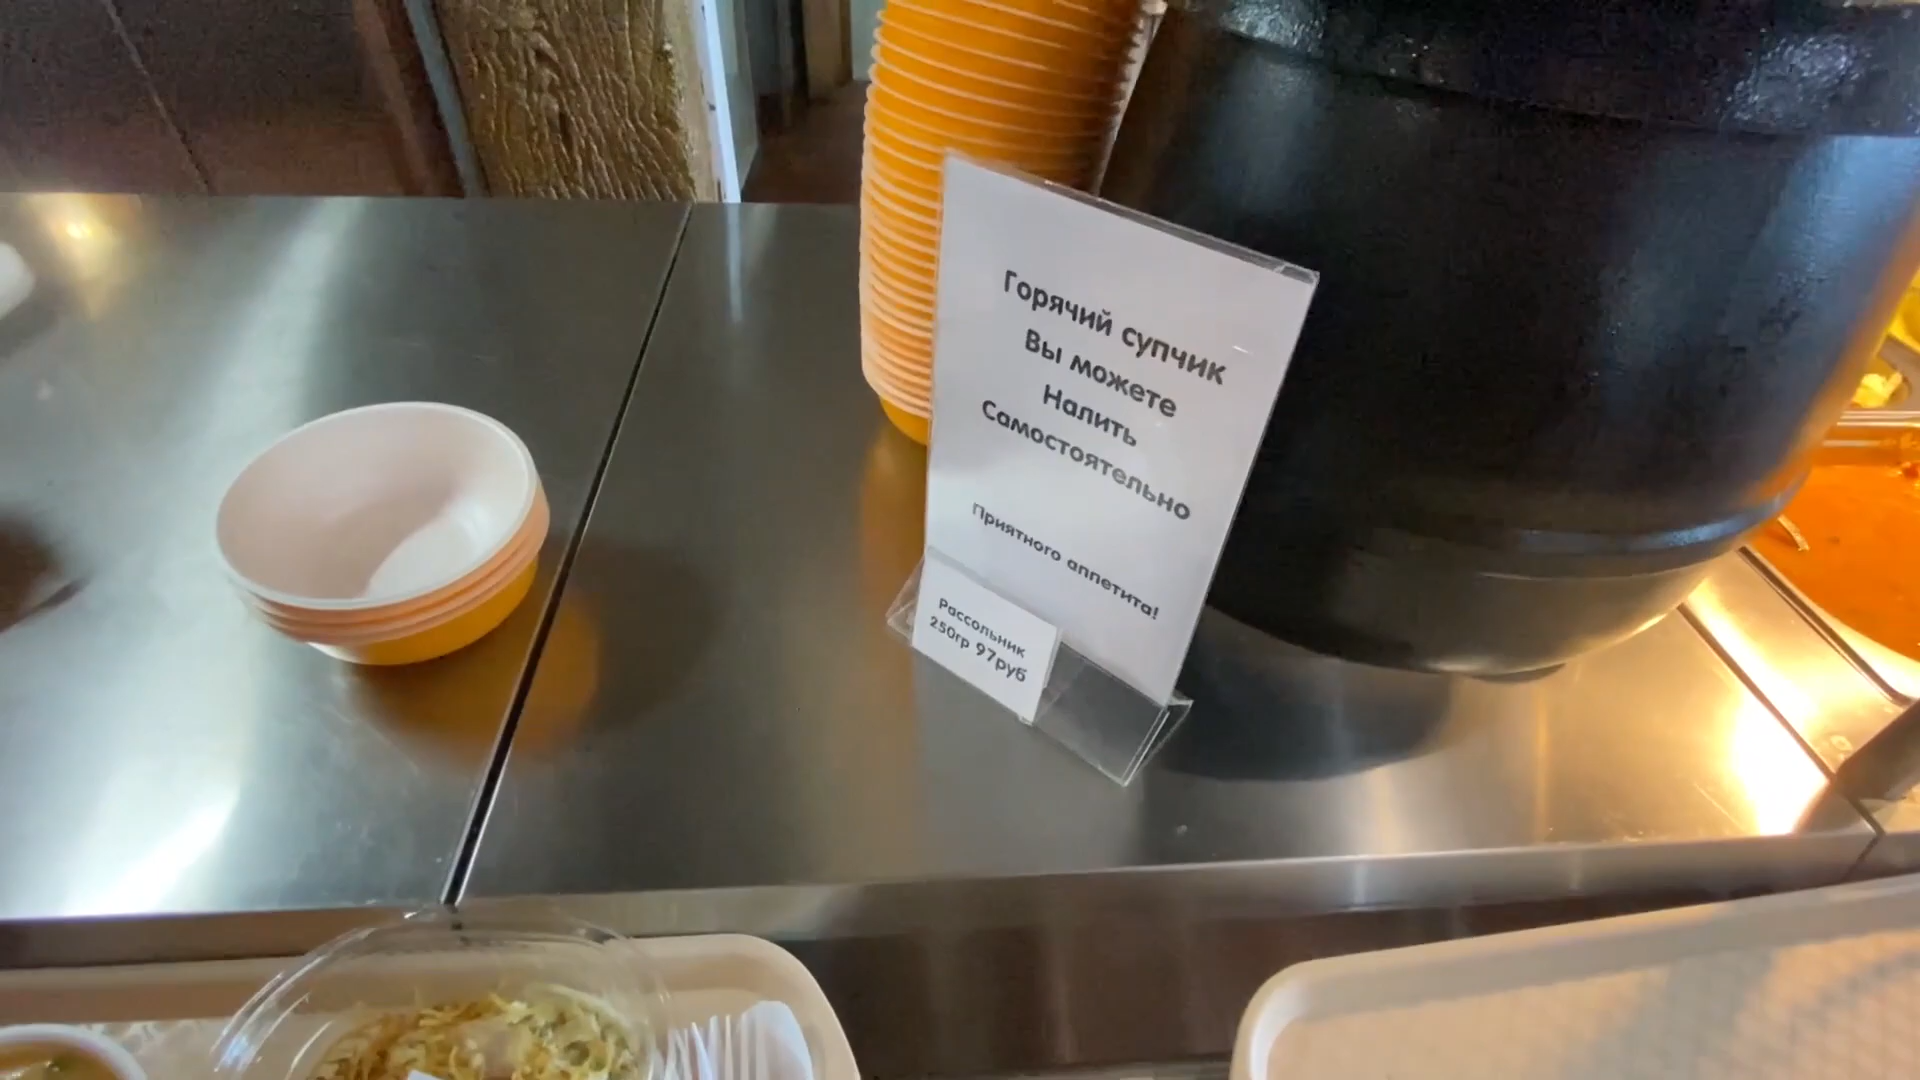 Горячий супчик
Вы можете
Налить
Самостоятельно
Приятного аппетита!
Рассольник
250гр 97руб